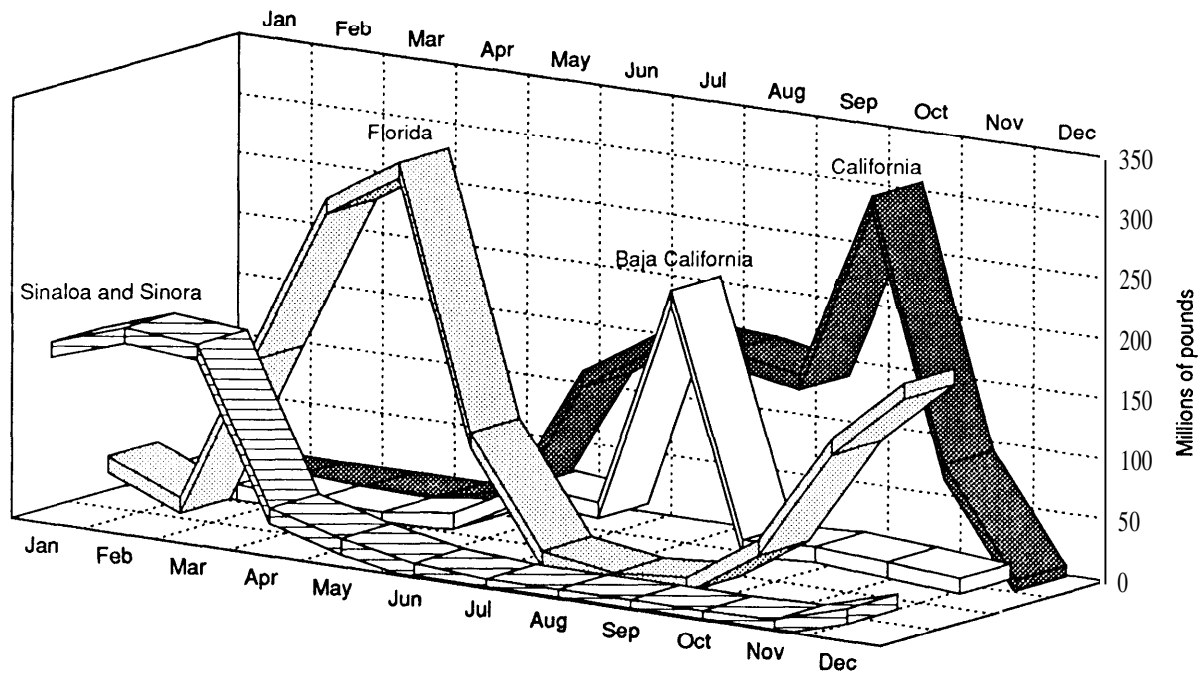 Jan
Feb
Mar
Apr
May
Jun
Jul
Aug
Sep
Oct
Nov
Dec
Florida
California
Baja California
Sinaloa and Sinora
350
300
250
200
150
100
50
0
Millions of pounds
Jan
Feb
Mar
Apr
May
Jun
Jul
Aug
Sep
Oct
Nov
Dec